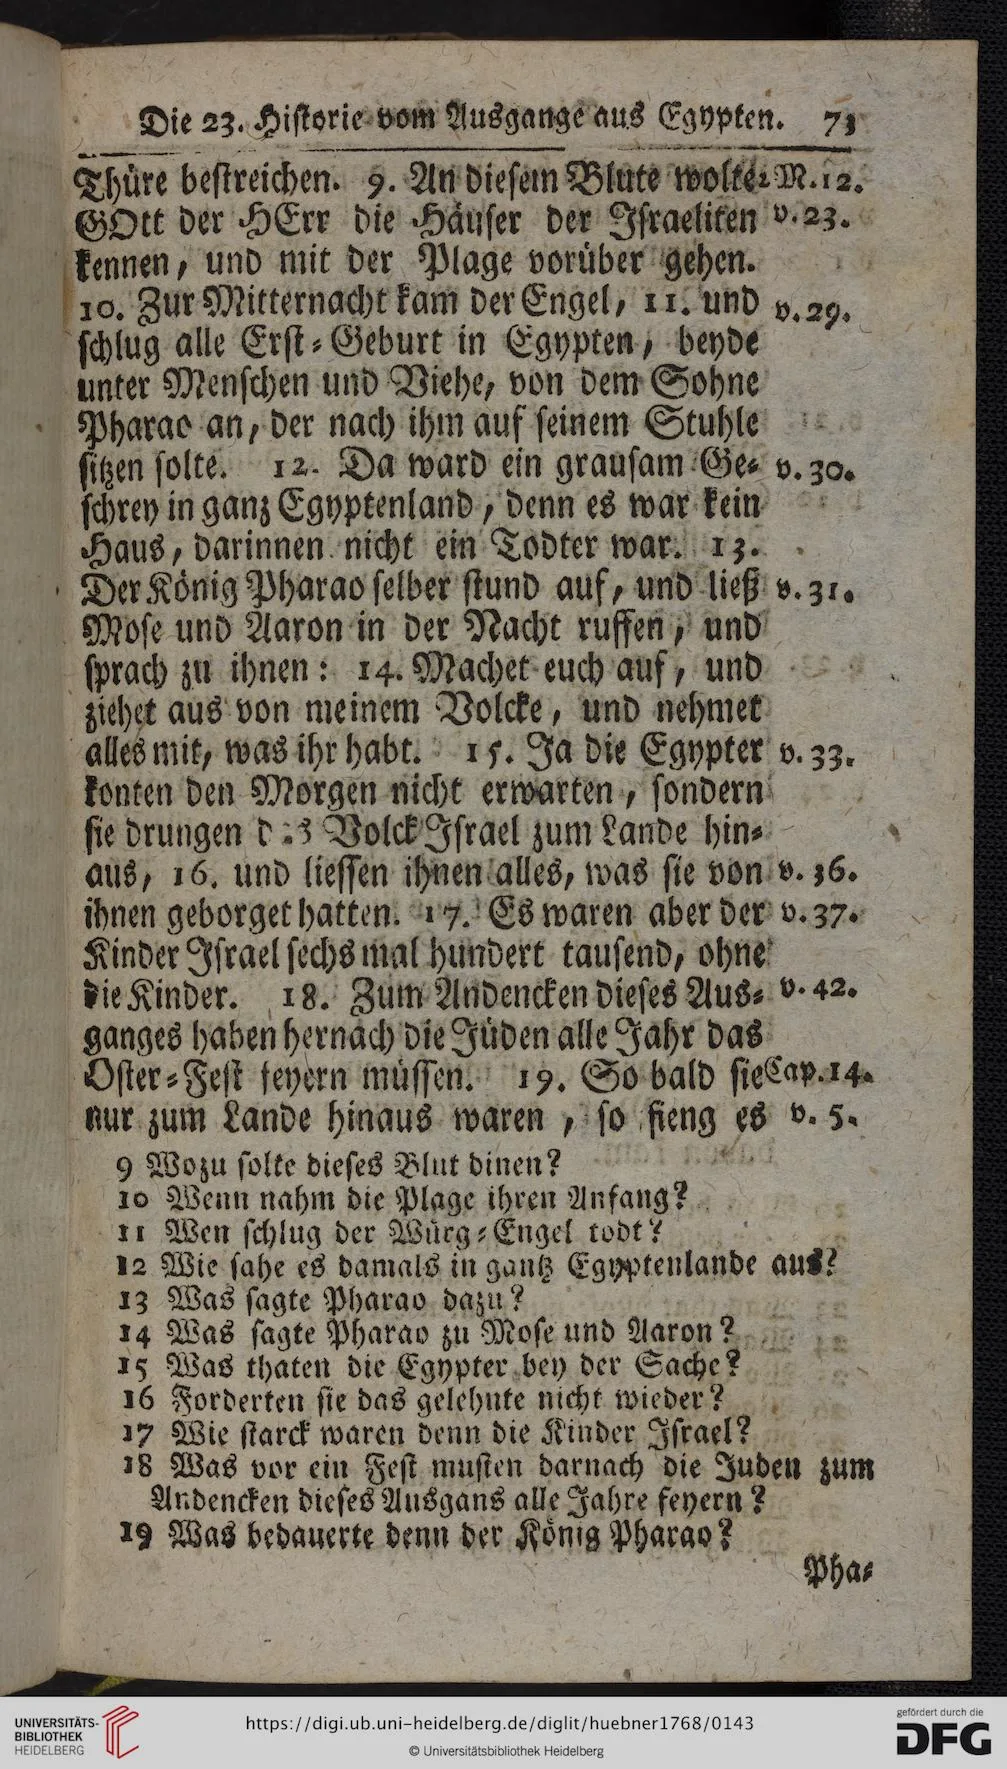 Die 23. Historie vom Ausgange aus Egypten. 73
Thüre bestreichen. 9. An diesem Blute wolte 2 M. 12.
GOtt der HErr die Häuser der Israeliten v. 23.
kennen, und mit der Plage vorüber gehen.
10. Zur Mitternacht kam der Engel, 11. und v. 29.
schlug alle Erst-Geburt in Egypten, beyde
unter Menschen und Viehe, von dem Sohne
Pharao an, der nach ihm auf seinem Stuhle
sitzen solte. 12. Da ward ein grausam Ge- v. 30.
schrey in ganz Egyptenland, denn es war kein
Haus, darinnen nicht ein Todter war. 13.
Der König Pharao selber stund auf, und ließ v. 31.
Mose und Aaron in der Nacht ruffen, und
sprach zu ihnen: 14. Machet euch auf, und
ziehet aus von meinem Volcke, und nehmet
alles mit, was ihr habt. 15. Ja die Egypter v. 33.
konten den Morgen nicht erwarten, sondern
sie drungen das Volck Israel zum Lande hin-
aus, 16. und liessen ihnen alles, was sie von v. 36.
ihnen geborget hatten. 17. Es waren aber der v. 37.
Kinder Israel sechs mal hundert tausend, ohne
die Kinder. 18. Zum Andencken dieses Aus- v. 42.
ganges haben hernach die Jüden alle Jahr das
Oster-Fest feyern müssen. 19. So bald sie Cap. 14.
nur zum Lande hinaus waren, so fieng es v. 5.
9 Wozu solte dieses Blut dinen?
10 Wenn nahm die Plage ihren Anfang?
11 Wen schlug der Würg-Engel todt?
12 Wie sahe es damals in gantz Egyptenlande aus?
13 Was sagte Pharao dazu?
14 Was sagte Pharao zu Mose und Aaron?
15 Was thaten die Egypter bey der Sache?
16 Forderten sie das gelehnte nicht wieder?
17 Wie starck waren denn die Kinder Israel?
18 Was vor ein Fest musten darnach die Juden zum
Andencken dieses Ausgans alle Jahre feyern?
19 Was bedauerte denn der König Pharao?
Pha-
UNIVERSITÄTS-
BIBLIOTHEK
HEIDELBERG
https://digi.ub.uni-heidelberg.de/diglit/huebner1768/0143
© Universitätsbibliothek Heidelberg
gefördert durch die
DFG